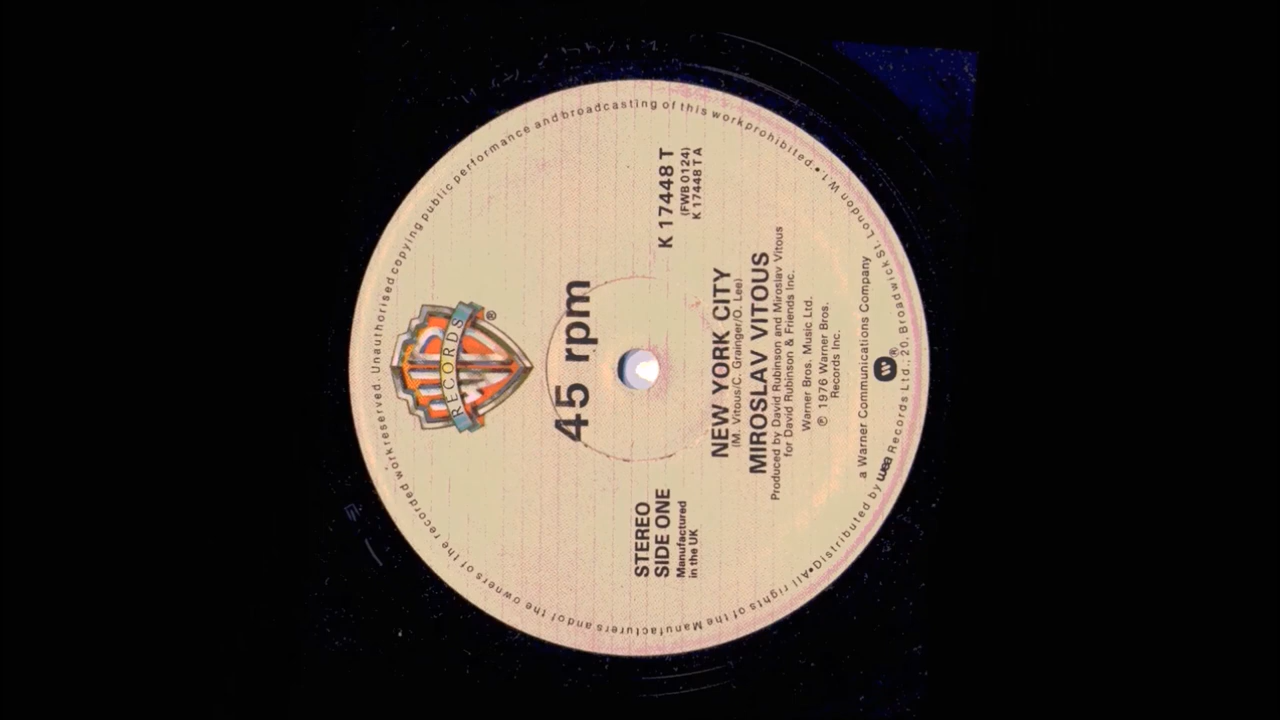 WB
RECORDS
®
45 rpm
STEREO
SIDE ONE
Manufactured
in the UK
K 17448 T
(FWB 0124)
K 17448 T A
NEW YORK CITY
(M. Vitous/C. Grainger/O. Lee)
MIROSLAV VITOUS
Produced by David Rubinson and Miroslav Vitous
for David Rubinson & Friends Inc.
Warner Bros. Music Ltd.
℗ 1976 Warner Bros.
Records Inc.
a Warner Communications Company
w ®
•All rights of the Manufacturers and of the owners of the recorded work reserved. Unauthorised copying public performance and broadcasting of this work prohibited.•
Distributed by wea Records Ltd., 20, Broadwick St. London W.1.